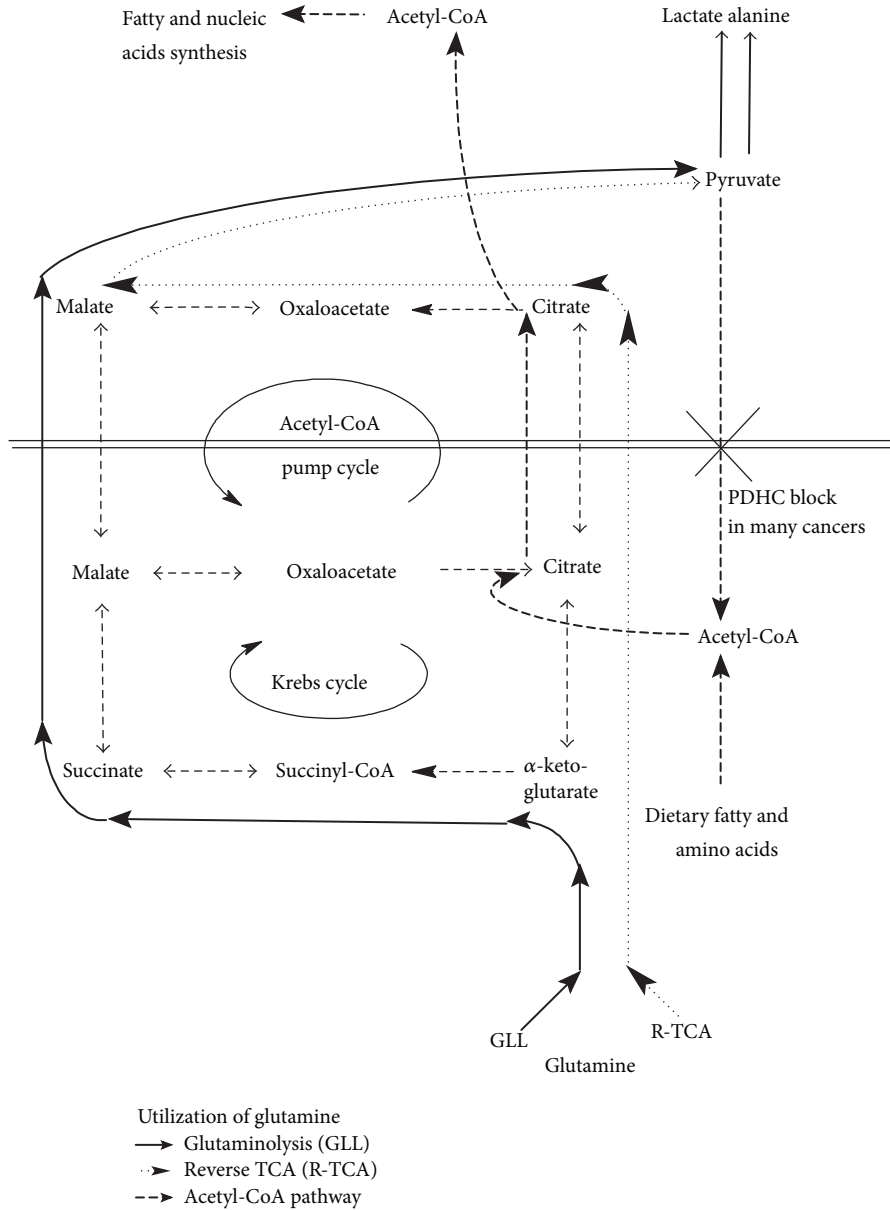 Fatty and nucleic
acids synthesis
Acetyl-CoA
Lactate alanine
Pyruvate
Malate
Oxaloacetate
Citrate
Acetyl-CoA
pump cycle
PDHC block
in many cancers
Malate
Oxaloacetate
Citrate
Acetyl-CoA
Krebs cycle
Succinate
Succinyl-CoA
α-keto-
glutarate
Dietary fatty and
amino acids
GLL
R-TCA
Glutamine
Utilization of glutamine
Glutaminolysis (GLL)
Reverse TCA (R-TCA)
Acetyl-CoA pathway